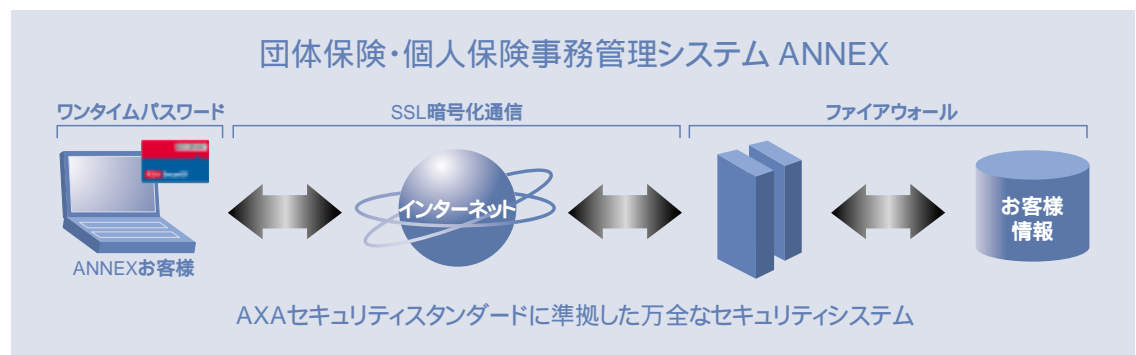 団体保険・個人保険事務管理システム ANNEX
ワンタイムパスワード
SSL暗号化通信
ファイアウォール
インターネット
お客様
情報
ANNEXお客様
AXAセキュリティスタンダードに準拠した万全なセキュリティシステム